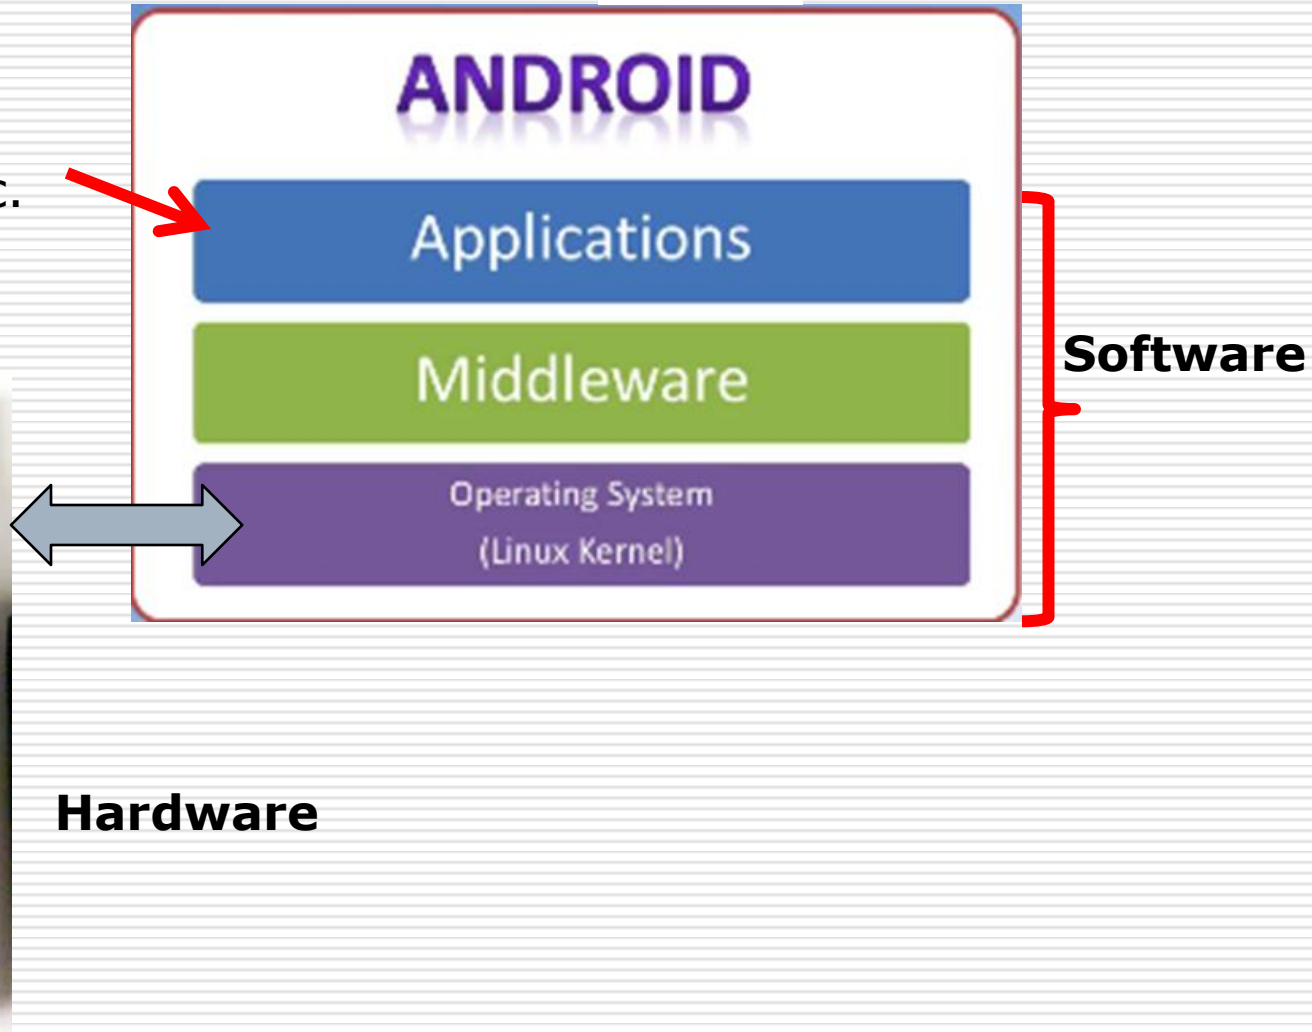 ANDROID
c.
Applications
Middleware
Software
Operating System
(Linux Kernel)
Hardware